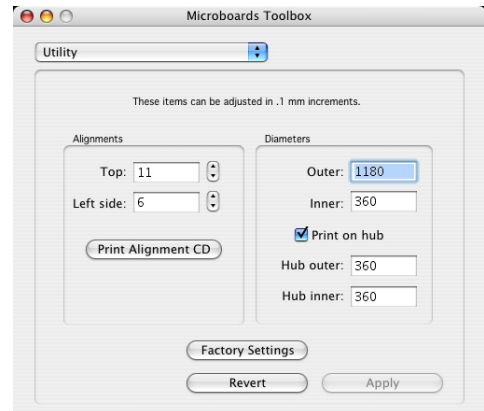 Microboards Toolbox
Utility
These items can be adjusted in .1 mm increments.
Alignments
Top: 11
Left side: 6
Print Alignment CD
Diameters
Outer: 1180
Inner: 360
Print on hub
Hub outer: 360
Hub inner: 360
Factory Settings
Revert
Apply